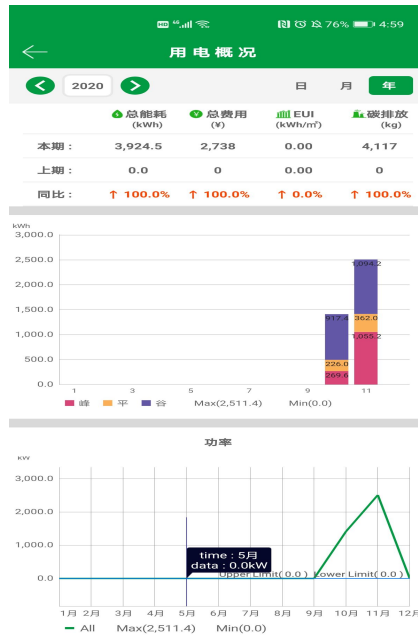 HD 4G 76% 4:59
用电概况
2020 日 月 年
总能耗 总费用 EUI 碳排放
(kWh) (¥) (kWh/㎡) (kg)
本期： 3,924.5 2,738 0.00 4,117
上期： 0.0 0 0.00 0
同比： ↑ 100.0% ↑ 100.0% ↑ 0.0% ↑ 100.0%
kWh
3,000.0
2,500.0
1,094.2
2,000.0
1,500.0
917.4 362.0
1,000.0
1,055.2
500.0
226.0
269.6
0.0
1 3 5 7 9 11
峰 平 谷 Max(2,511.4) Min(0.0)
功率
KW
3,000.0
2,000.0
1,000.0
time : 5月
data : 0.0kW
Upper Limit( 0.0 ) Lower Limit( 0.0 )
0.0
1月 2月 3月 4月 5月 6月 7月 8月 9月 10月 11月 12月
All Max(2,511.4) Min(0.0)